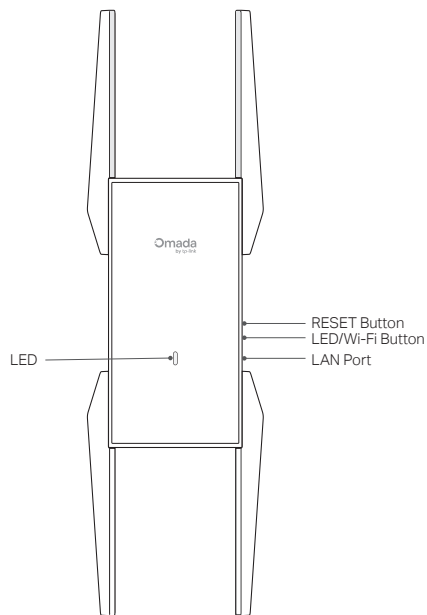 Omada
by tp-link
RESET Button
LED/Wi-Fi Button
LED
LAN Port